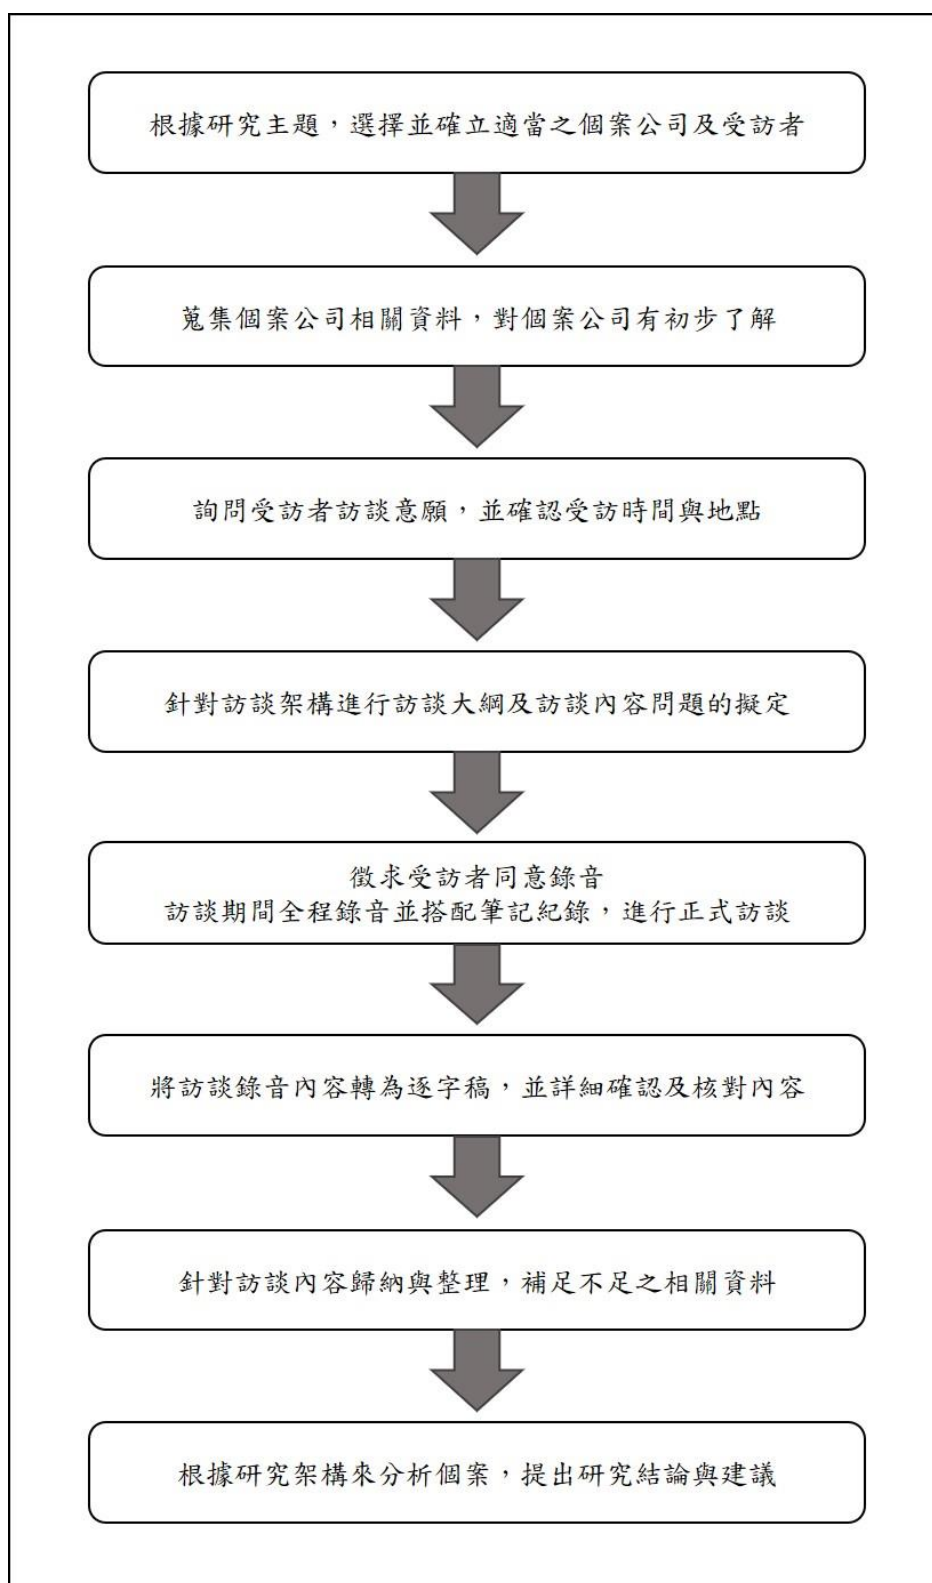 根據研究主題，選擇並確立適當之個案公司及受訪者
蒐集個案公司相關資料，對個案公司有初步了解
詢問受訪者訪談意願，並確認受訪時間與地點
針對訪談架構進行訪談大綱及訪談內容問題的擬定
徵求受訪者同意錄音
訪談期間全程錄音並搭配筆記紀錄，進行正式訪談
將訪談錄音內容轉為逐字稿，並詳細確認及核對內容
針對訪談內容歸納與整理，補足不足之相關資料
根據研究架構來分析個案，提出研究結論與建議